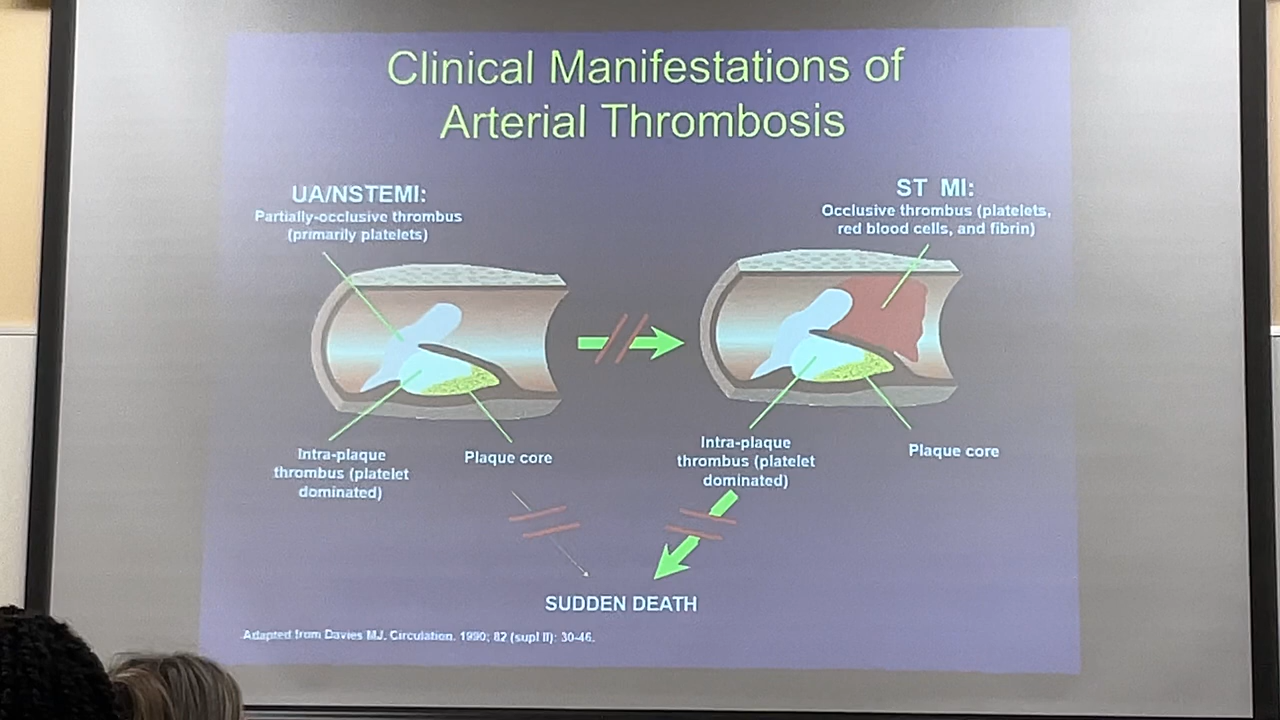 Clinical Manifestations of
Arterial Thrombosis
UA/NSTEMI:
Partially-occlusive thrombus
(primarily platelets)
ST MI:
Occlusive thrombus (platelets,
red blood cells, and fibrin)
Intra-plaque
thrombus (platelet
dominated)
Plaque core
Intra-plaque
thrombus (platelet
dominated)
Plaque core
SUDDEN DEATH
Adapted from Davies MJ. Circulation. 1990; 82 (supl II): 30-46.